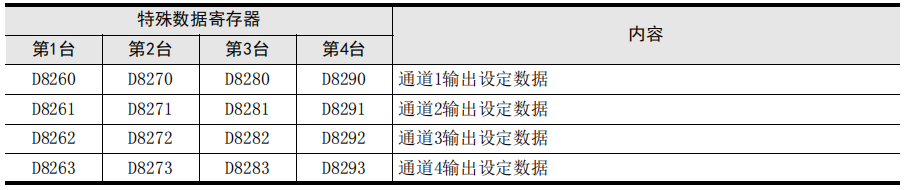 特殊数据寄存器 内容
第1台 第2台 第3台 第4台
D8260 D8270 D8280 D8290 通道1输出设定数据
D8261 D8271 D8281 D8291 通道2输出设定数据
D8262 D8272 D8282 D8292 通道3输出设定数据
D8263 D8273 D8283 D8293 通道4输出设定数据